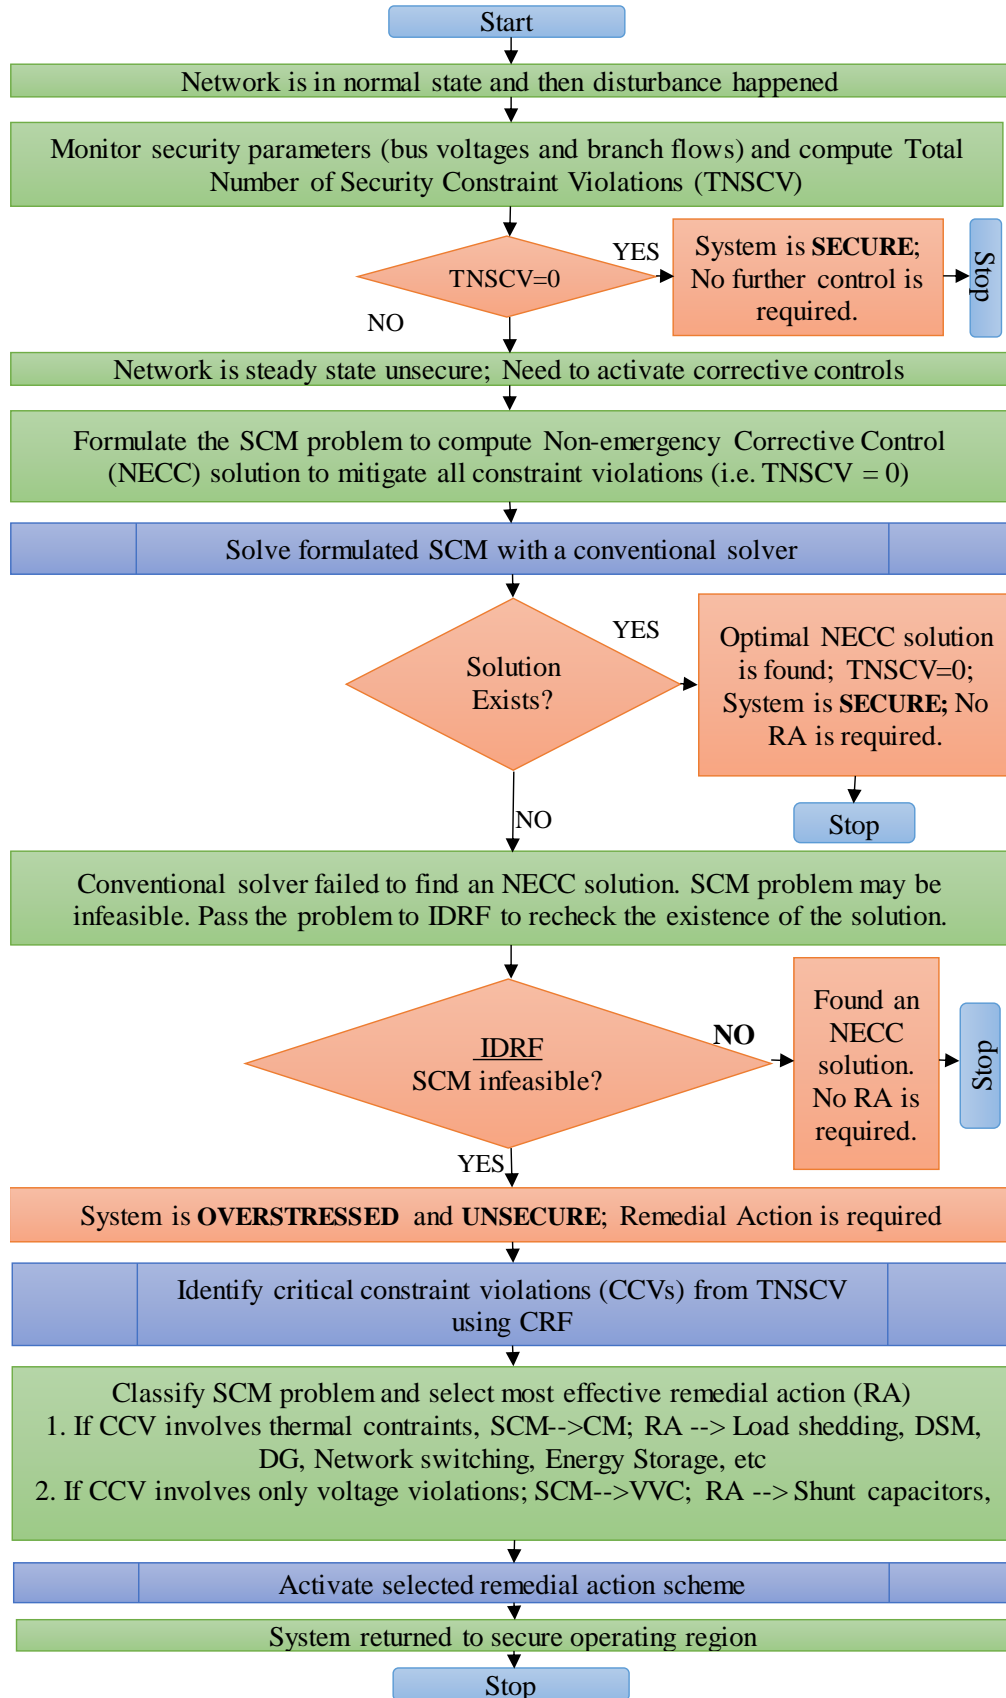 Start
Network is in normal state and then disturbance happened
Monitor security parameters (bus voltages and branch flows) and compute Total
Number of Security Constraint Violations (TNSCV)
TNSCV=0
YES
System is SECURE;
No further control is
required.
Stop
NO
Network is steady state unsecure; Need to activate corrective controls
Formulate the SCM problem to compute Non-emergency Corrective Control
(NECC) solution to mitigate all constraint violations (i.e. TNSCV = 0)
Solve formulated SCM with a conventional solver
Solution
Exists?
YES
Optimal NECC solution
is found; TNSCV=0;
System is SECURE; No
RA is required.
Stop
NO
Conventional solver failed to find an NECC solution. SCM problem may be
infeasible. Pass the problem to IDRF to recheck the existence of the solution.
IDRF
SCM infeasible?
NO
Found an
NECC
solution.
No RA is
required.
Stop
YES
System is OVERSTRESSED and UNSECURE; Remedial Action is required
Identify critical constraint violations (CCVs) from TNSCV
using CRF
Classify SCM problem and select most effective remedial action (RA)
1. If CCV involves thermal contraints, SCM-->CM; RA --> Load shedding, DSM,
DG, Network switching, Energy Storage, etc
2. If CCV involves only voltage violations; SCM-->VVC; RA --> Shunt capacitors,
Activate selected remedial action scheme
System returned to secure operating region
Stop